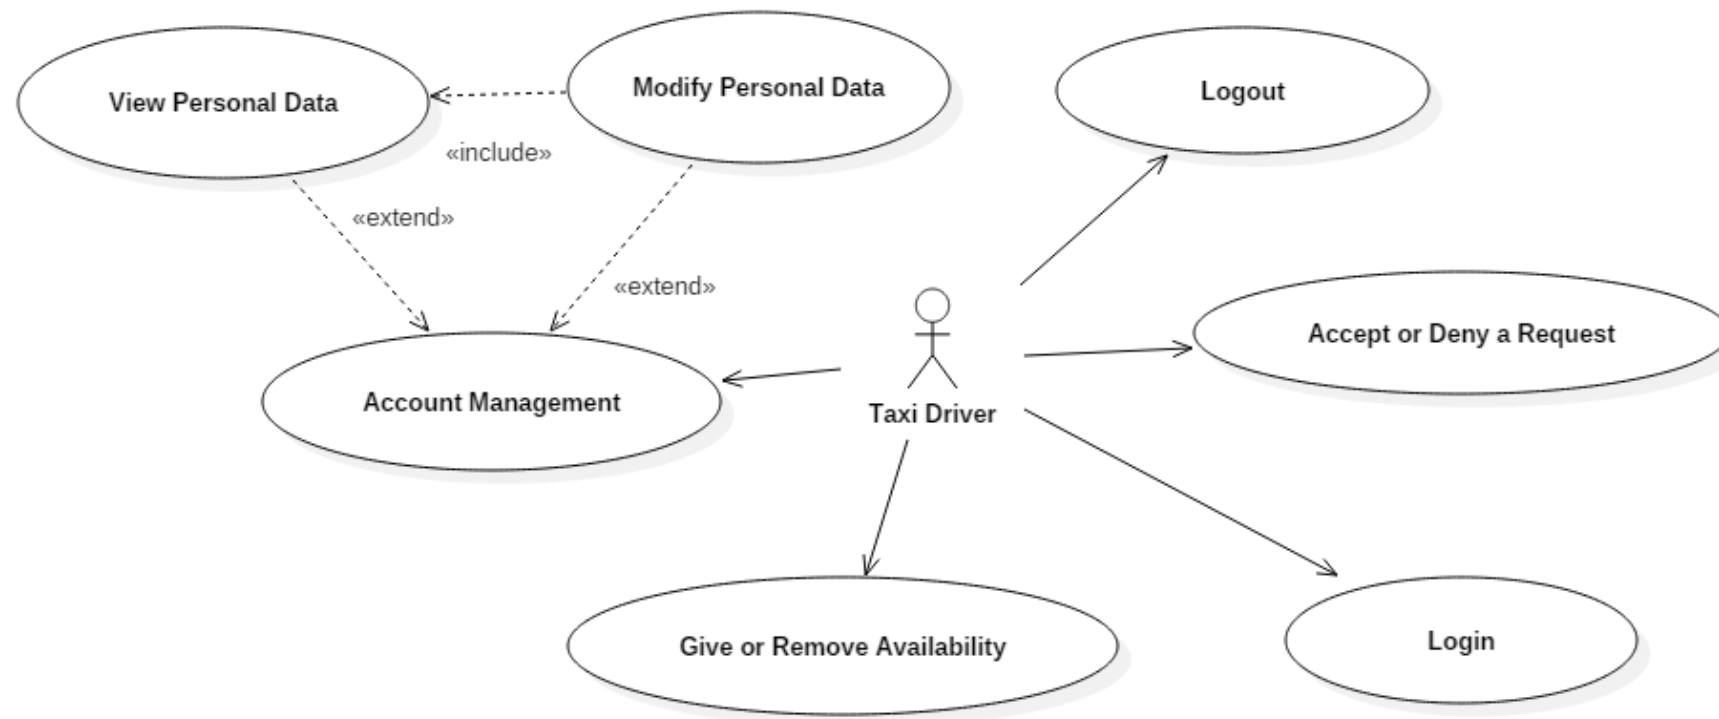 View Personal Data
Modify Personal Data
Logout
«include»
«extend»
«extend»
Accept or Deny a Request
Account Management
Taxi Driver
Give or Remove Availability
Login